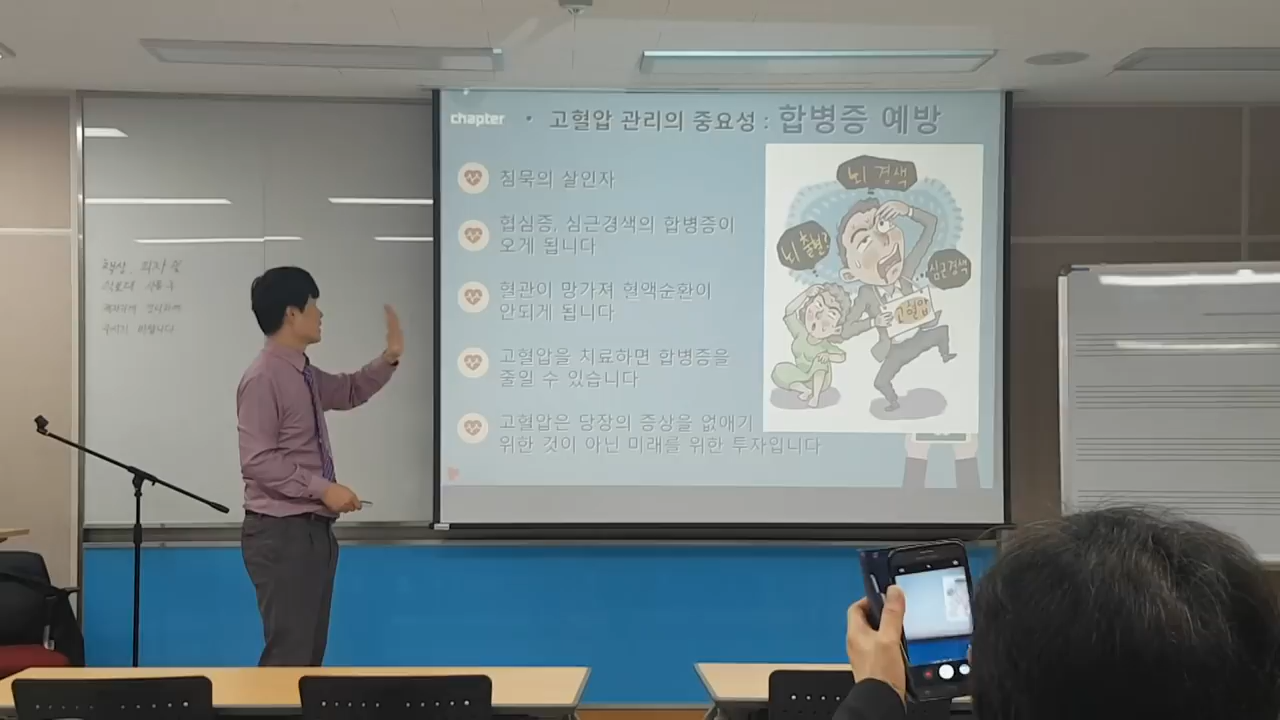 chapter • 고혈압 관리의 중요성 : 합병증 예방
침묵의 살인자
협심증, 심근경색의 합병증이
오게 됩니다
혈관이 망가져 혈액순환이
안되게 됩니다
고혈압을 치료하면 합병증을
줄일 수 있습니다
고혈압은 당장의 증상을 없애기
위한 것이 아닌 미래를 위한 투자입니다
뇌 경색
뇌 출혈?
심근경색
고혈압
책상, 의자 및